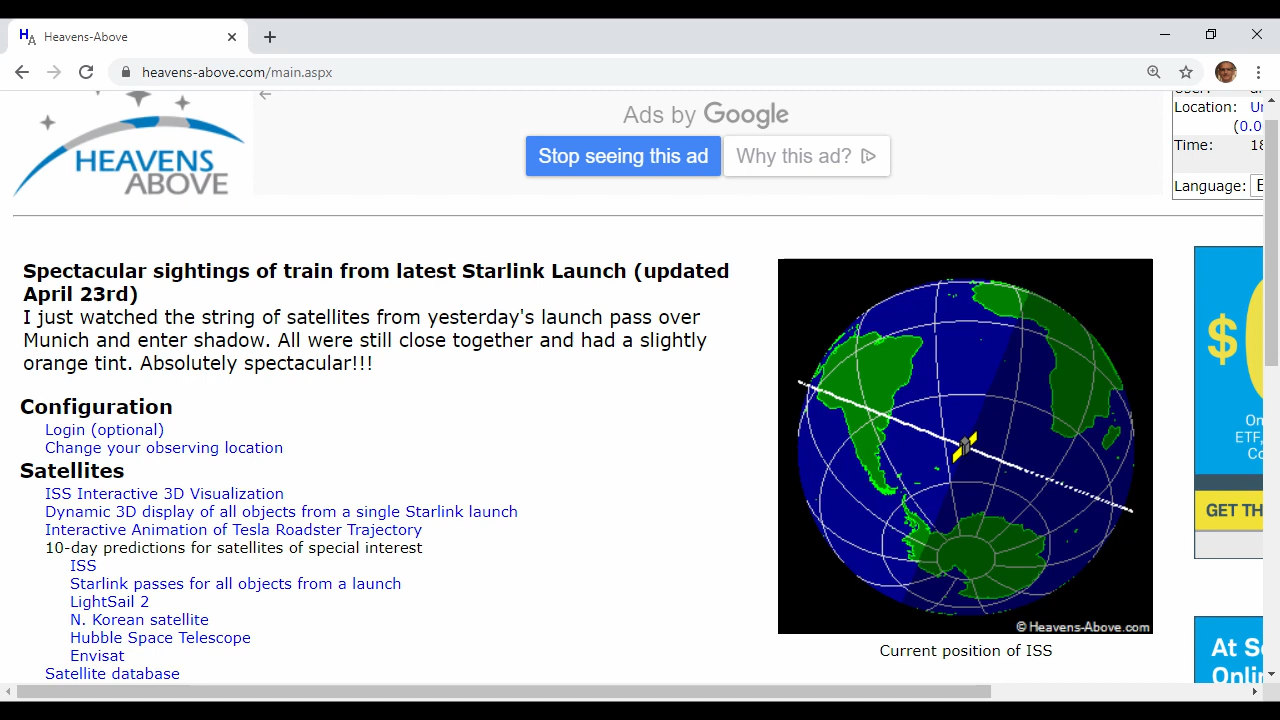 Heavens-Above
heavens-above.com/main.aspx
HEAVENS
ABOVE
Ads by Google
Stop seeing this ad
Why this ad?
Location:
(0.0
Time: 18
Language: E
Spectacular sightings of train from latest Starlink Launch (updated
April 23rd)
I just watched the string of satellites from yesterday's launch pass over
Munich and enter shadow. All were still close together and had a slightly
orange tint. Absolutely spectacular!!!
Configuration
Login (optional)
Change your observing location
Satellites
ISS Interactive 3D Visualization
Dynamic 3D display of all objects from a single Starlink launch
Interactive Animation of Tesla Roadster Trajectory
10-day predictions for satellites of special interest
ISS
Starlink passes for all objects from a launch
LightSail 2
N. Korean satellite
Hubble Space Telescope
Envisat
Satellite database
© Heavens-Above.com
Current position of ISS
$
On
ETF,
Co
GET TH
At S
Onli